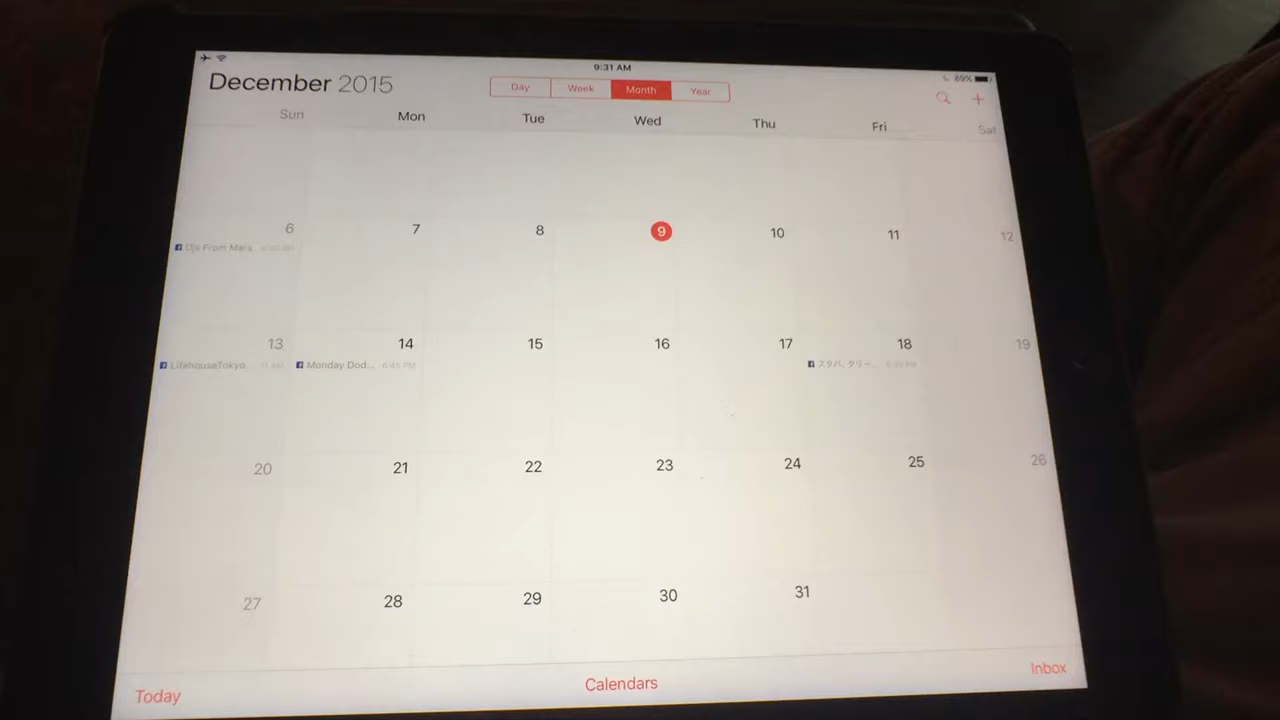 9:31 AM
89%
December 2015
Day Week Month Year
Sun Mon Tue Wed Thu Fri Sat
6 7 8 9 10 11 12
Djs From Mars
13 14 15 16 17 18 19
LifehouseTokyo... 11 AM Monday Dod... 6:45 PM スタバ、クリー...
20 21 22 23 24 25 26
27 28 29 30 31
Today Calendars Inbox